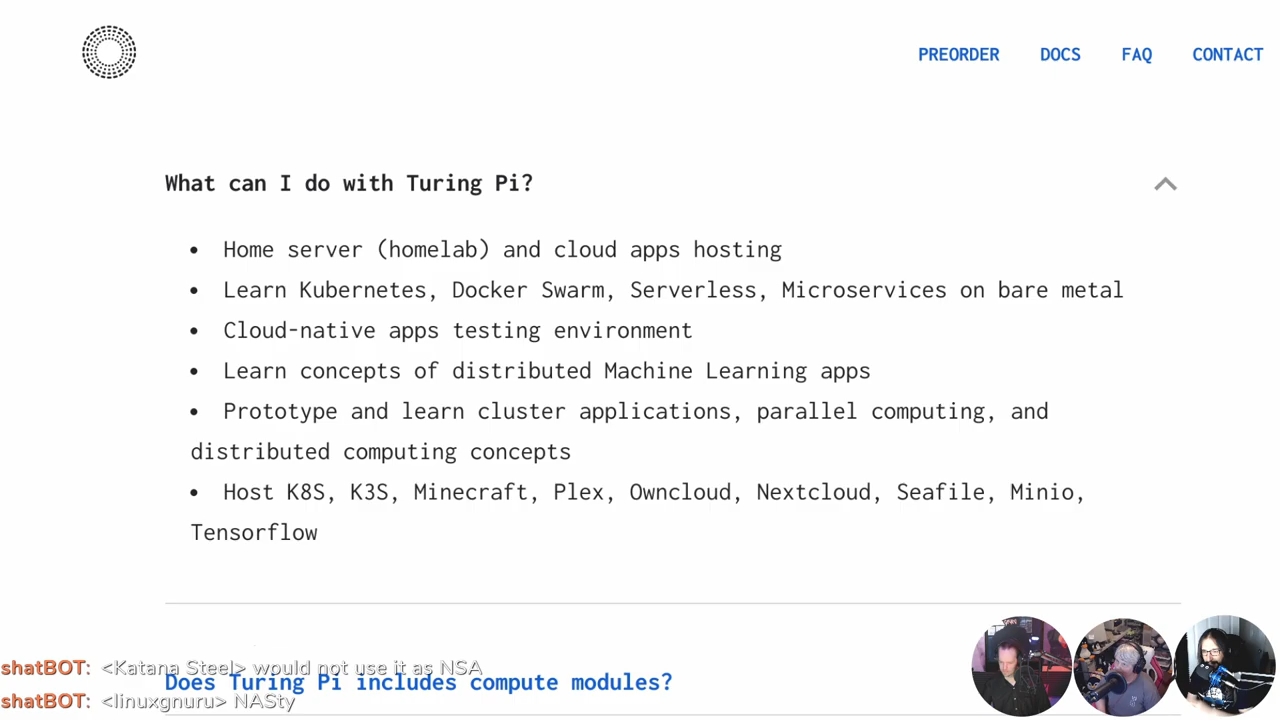 PREORDER DOCS FAQ CONTACT
What can I do with Turing Pi?
• Home server (homelab) and cloud apps hosting
• Learn Kubernetes, Docker Swarm, Serverless, Microservices on bare metal
• Cloud-native apps testing environment
• Learn concepts of distributed Machine Learning apps
• Prototype and learn cluster applications, parallel computing, and
distributed computing concepts
• Host K8S, K3S, Minecraft, Plex, Owncloud, Nextcloud, Seafile, Minio,
Tensorflow
shatBOT: <Katana Steel> would not use it as NSA
Does Turing Pi includes compute modules?
shatBOT: <linuxgnuru> NASty